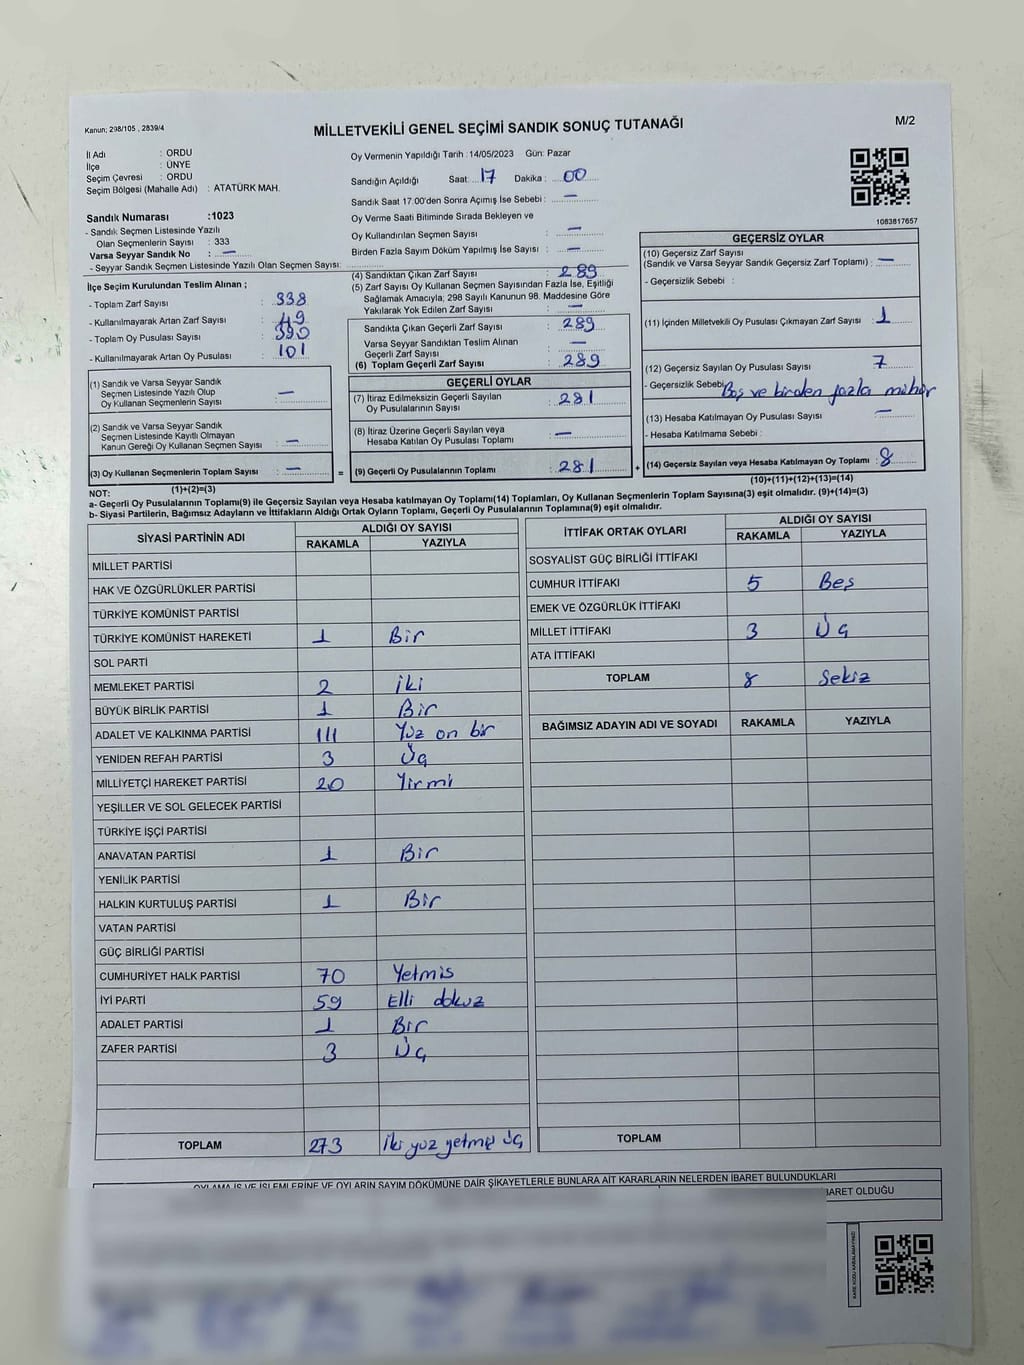 Kanun; 298/105 , 2839/4
MİLLETVEKİLİ GENEL SEÇİMİ SANDIK SONUÇ TUTANAĞI
M/2
İl Adı : ORDU
İlçe : ÜNYE
Seçim Çevresi : ORDU
Seçim Bölgesi (Mahalle Adı) : ATATÜRK MAH.
Sandık Numarası :1023
- Sandık Seçmen Listesinde Yazılı
Olan Seçmenlerin Sayısı : 333
Varsa Seyyar Sandık No : —
- Seyyar Sandık Seçmen Listesinde Yazılı Olan Seçmen Sayısı:
İlçe Seçim Kurulundan Teslim Alınan ;
- Toplam Zarf Sayısı : 338
- Kullanılmayarak Artan Zarf Sayısı : 49
- Toplam Oy Pusulası Sayısı : 390
- Kullanılmayarak Artan Oy Pusulası : 101
Oy Vermenin Yapıldığı Tarih :14/05/2023 Gün: Pazar
Sandığın Açıldığı Saat 17 Dakika : 00
Sandık Saat 17.00'den Sonra Açımış İse Sebebi : —
Oy Verme Saati Bitiminde Sırada Bekleyen ve
Oy Kullandırılan Seçmen Sayısı : —
Birden Fazla Sayım Döküm Yapılmış İse Sayısı : —
(4) Sandıktan Çıkan Zarf Sayısı : 289
(5) Zarf Sayısı Oy Kullanan Seçmen Sayısından Fazla İse, Eşitliği
Sağlamak Amacıyla; 298 Sayılı Kanunun 98. Maddesine Göre
Yakılarak Yok Edilen Zarf Sayısı : —
Sandıkta Çıkan Geçerli Zarf Sayısı : 289
Varsa Seyyar Sandıktan Teslim Alınan
Geçerli Zarf Sayısı : —
(6) Toplam Geçerli Zarf Sayısı : 289
1083817657
GEÇERSİZ OYLAR
(10) Geçersiz Zarf Sayısı
(Sandık ve Varsa Seyyar Sandık Geçersiz Zarf Toplamı) : —
- Geçersizlik Sebebi :
(11) İçinden Milletvekili Oy Pusulası Çıkmayan Zarf Sayısı : 1
(12) Geçersiz Sayılan Oy Pusulası Sayısı : 7
- Geçersizlik Sebebi Boş ve birden fazla mühür
(13) Hesaba Katılmayan Oy Pusulası Sayısı : —
- Hesaba Katılmama Sebebi :
(14) Geçersiz Sayılan veya Hesaba Katılmayan Oy Toplamı : 8
(10)+(11)+(12)+(13)=(14)
(1) Sandık ve Varsa Seyyar Sandık
Seçmen Listesinde Yazılı Olup
Oy Kullanan Seçmenlerin Sayısı : —
(2) Sandık ve Varsa Seyyar Sandık
Seçmen Listesinde Kayıtlı Olmayan
Kanun Gereği Oy Kullanan Seçmen Sayısı : —
(3) Oy Kullanan Seçmenlerin Toplam Sayısı : — =
(1)+(2)=(3)
GEÇERLİ OYLAR
(7) İtiraz Edilmeksizin Geçerli Sayılan
Oy Pusulalarının Sayısı : 281
(8) İtiraz Üzerine Geçerli Sayılan veya
Hesaba Katılan Oy Pusulası Toplamı : —
(9) Geçerli Oy Pusulalarının Toplamı : 281 +
NOT:
a- Geçerli Oy Pusulalarının Toplamı(9) ile Geçersiz Sayılan veya Hesaba katılmayan Oy Toplamı(14) Toplamları, Oy Kullanan Seçmenlerin Toplam Sayısına(3) eşit olmalıdır. (9)+(14)=(3)
b- Siyasi Partilerin, Bağımsız Adayların ve İttifakların Aldığı Ortak Oyların Toplamı, Geçerli Oy Pusulalarının Toplamına(9) eşit olmalıdır.
SİYASİ PARTİNİN ADI
ALDIĞI OY SAYISI
RAKAMLA YAZIYLA
MİLLET PARTİSİ
HAK VE ÖZGÜRLÜKLER PARTİSİ
TÜRKİYE KOMÜNİST PARTİSİ
TÜRKİYE KOMÜNİST HAREKETİ 1 Bir
SOL PARTİ
MEMLEKET PARTİSİ 2 iki
BÜYÜK BİRLİK PARTİSİ 1 Bir
ADALET VE KALKINMA PARTİSİ 111 Yüz on bir
YENİDEN REFAH PARTİSİ 3 Üç
MİLLİYETÇİ HAREKET PARTİSİ 20 Yirmi
YEŞİLLER VE SOL GELECEK PARTİSİ
TÜRKİYE İŞÇİ PARTİSİ
ANAVATAN PARTİSİ 1 Bir
YENİLİK PARTİSİ
HALKIN KURTULUŞ PARTİSİ 1 Bir
VATAN PARTİSİ
GÜÇ BİRLİĞİ PARTİSİ
CUMHURİYET HALK PARTİSİ 70 Yetmis
İYİ PARTİ 59 Elli dokuz
ADALET PARTİSİ 1 Bir
ZAFER PARTİSİ 3 Üç
TOPLAM 273 İki yüz yetmiş üç
İTTİFAK ORTAK OYLARI
ALDIĞI OY SAYISI
RAKAMLA YAZIYLA
SOSYALİST GÜÇ BİRLİĞİ İTTİFAKI
CUMHUR İTTİFAKI 5 Beş
EMEK VE ÖZGÜRLÜK İTTİFAKI
MİLLET İTTİFAKI 3 Üç
ATA İTTİFAKI
TOPLAM 8 Sekiz
BAĞIMSIZ ADAYIN ADI VE SOYADI RAKAMLA YAZIYLA
TOPLAM
OYLAMA İŞ VE İŞLEMLERİNE VE OYLARIN SAYIM DÖKÜMÜNE DAİR ŞİKAYETLERLE BUNLARA AİT KARARLARIN NELERDEN İBARET BULUNDUKLARI
BARET OLDUĞU